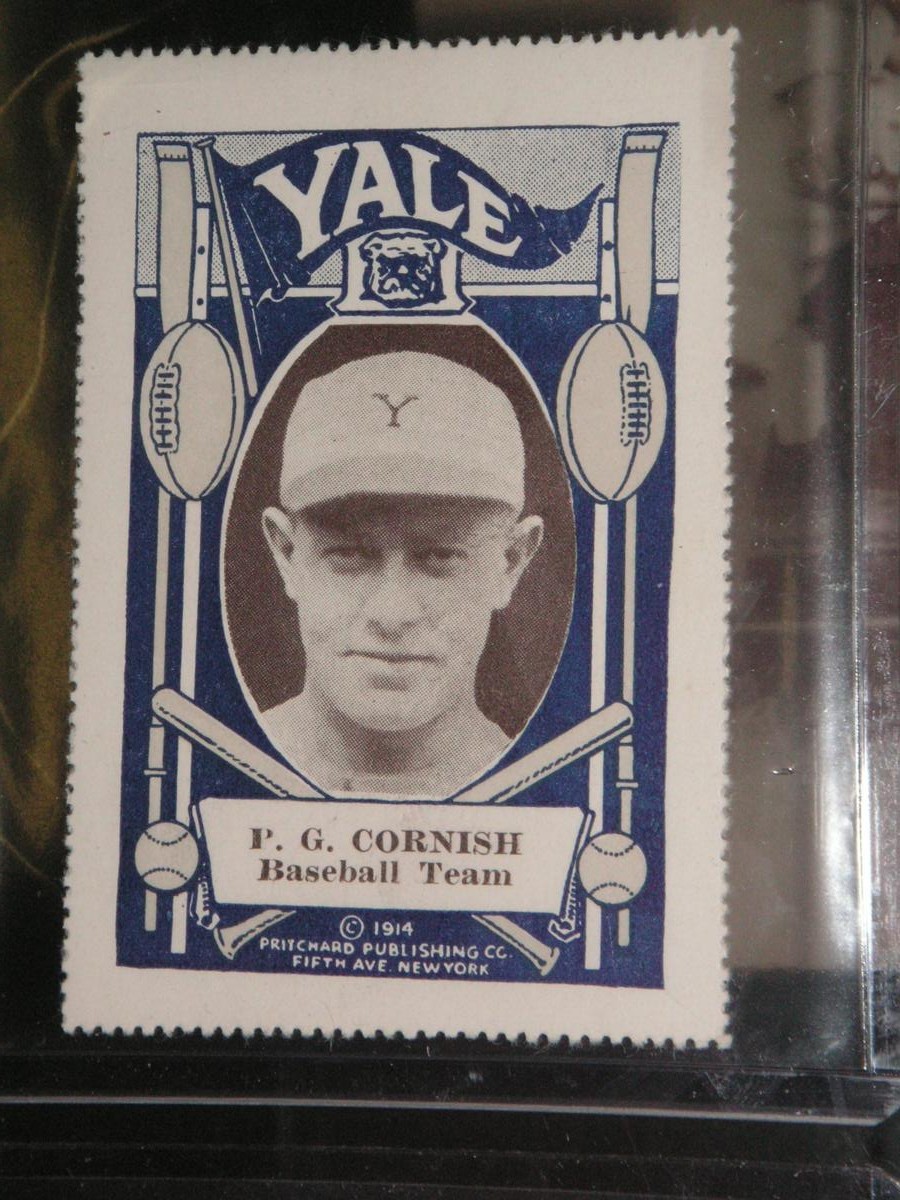 YALE
Y
P. G. CORNISH
Baseball Team
© 1914
PRITCHARD PUBLISHING CO.
FIFTH AVE. NEW YORK